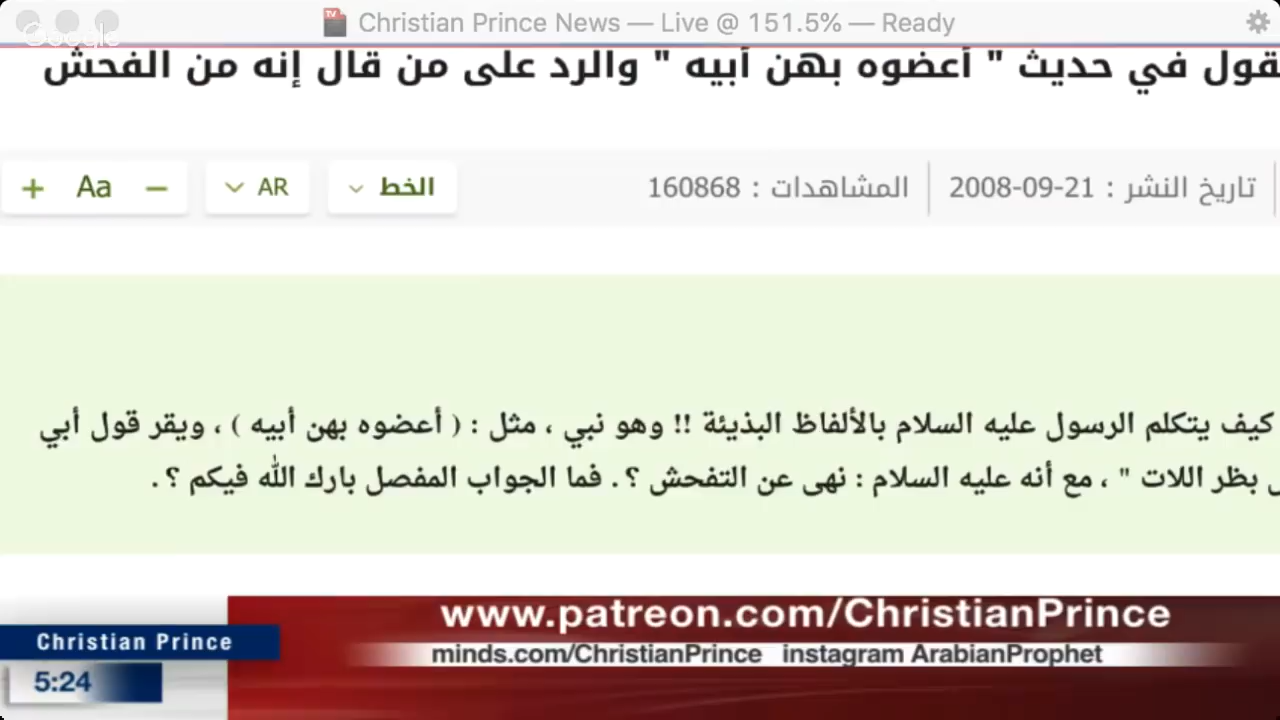 Google
Christian Prince News — Live @ 151.5% — Ready
قول في حديث " أعضوه بهن أبيه " والرد على من قال إنه من الفحش
تاريخ النشر : 21-09-2008
المشاهدات : 160868
الخط
AR
− Aa +
كيف يتكلم الرسول عليه السلام بالألفاظ البذيئة !! وهو نبي ، مثل : ( أعضوه بهن أبيه ) ، ويقر قول أبي
بظر اللات " ، مع أنه عليه السلام : نهى عن التفحش ؟ . فما الجواب المفصل بارك الله فيكم ؟ .
www.patreon.com/ChristianPrince
Christian Prince
minds.com/ChristianPrince instagram ArabianProphet
5:24